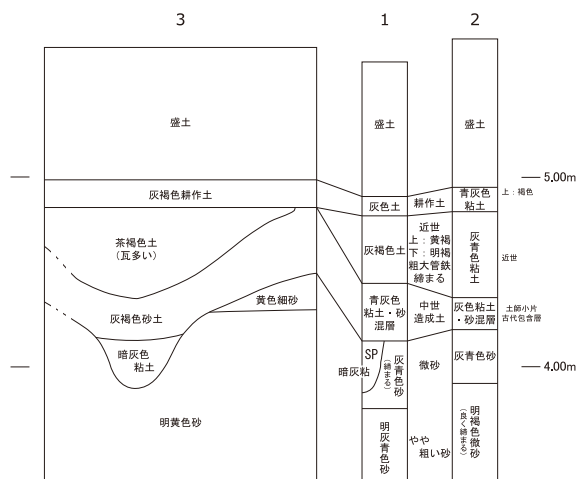 3
1
2
盛土
盛土
盛土
5.00m
灰褐色耕作土
灰色土
耕作土
青灰色
粘土
上：褐色
茶褐色土
(瓦多い)
灰褐色土
近世
上：黄褐
下：明褐
粗大管鉄
締まる
灰青色粘土
近世
黄色細砂
灰褐色砂土
青灰色
粘土・砂
混層
中世
造成土
灰色粘土
・砂混層
土師小片
古代包含層
暗灰色
粘土
SP
暗灰粘
灰青色砂
(締まる)
微砂
灰青色砂
4.00m
明黄色砂
明灰青色砂
やや
粗い砂
明褐色微砂
(良く締まる)